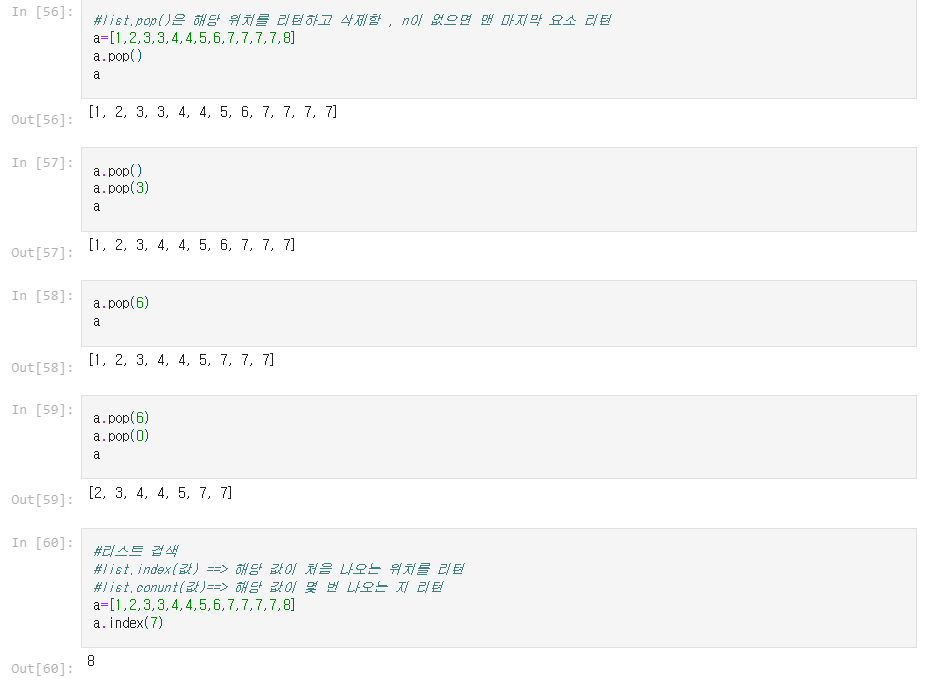 In [56]:
#list.pop()은 해당 위치를 리턴하고 삭제함 , n이 없으면 맨 마지막 요소 리턴
a=[1,2,3,3,4,4,5,6,7,7,7,7,8]
a.pop()
a
Out[56]:
[1, 2, 3, 3, 4, 4, 5, 6, 7, 7, 7, 7]
In [57]:
a.pop()
a.pop(3)
a
Out[57]:
[1, 2, 3, 4, 4, 5, 6, 7, 7, 7]
In [58]:
a.pop(6)
a
Out[58]:
[1, 2, 3, 4, 4, 5, 7, 7, 7]
In [59]:
a.pop(6)
a.pop(0)
a
Out[59]:
[2, 3, 4, 4, 5, 7, 7]
In [60]:
#리스트 겁색
#list.index(값) ==> 해당 값이 처음 나오는 위치를 리턴
#list.conunt(값)==> 해당 값이 몇 번 나오는 지 리턴
a=[1,2,3,3,4,4,5,6,7,7,7,7,8]
a.index(7)
Out[60]:
8